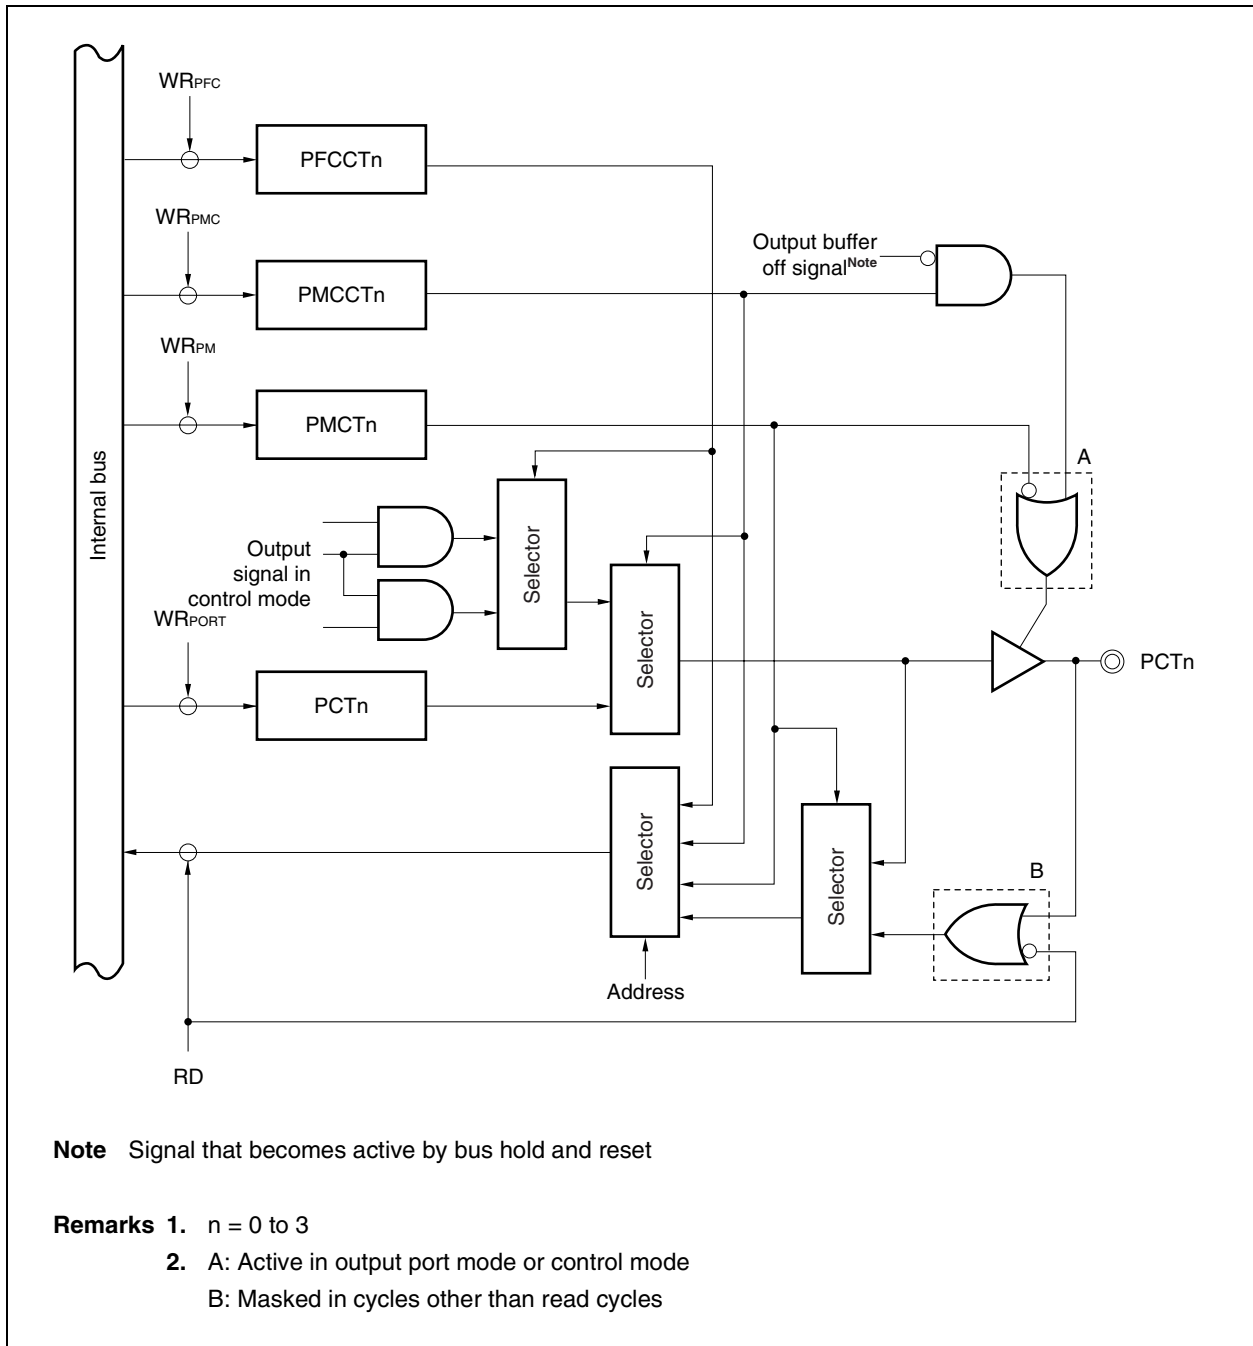 WRPFC
PFCCTn
WRPMC
Output buffer
off signalNote
PMCCTn
WRPM
PMCTn
A
Internal bus
Output
signal in
control mode
Selector
Selector
WRPORT
PCTn
PCTn
Selector
Selector
B
Address
RD
Note Signal that becomes active by bus hold and reset
Remarks 1. n = 0 to 3
2. A: Active in output port mode or control mode
B: Masked in cycles other than read cycles